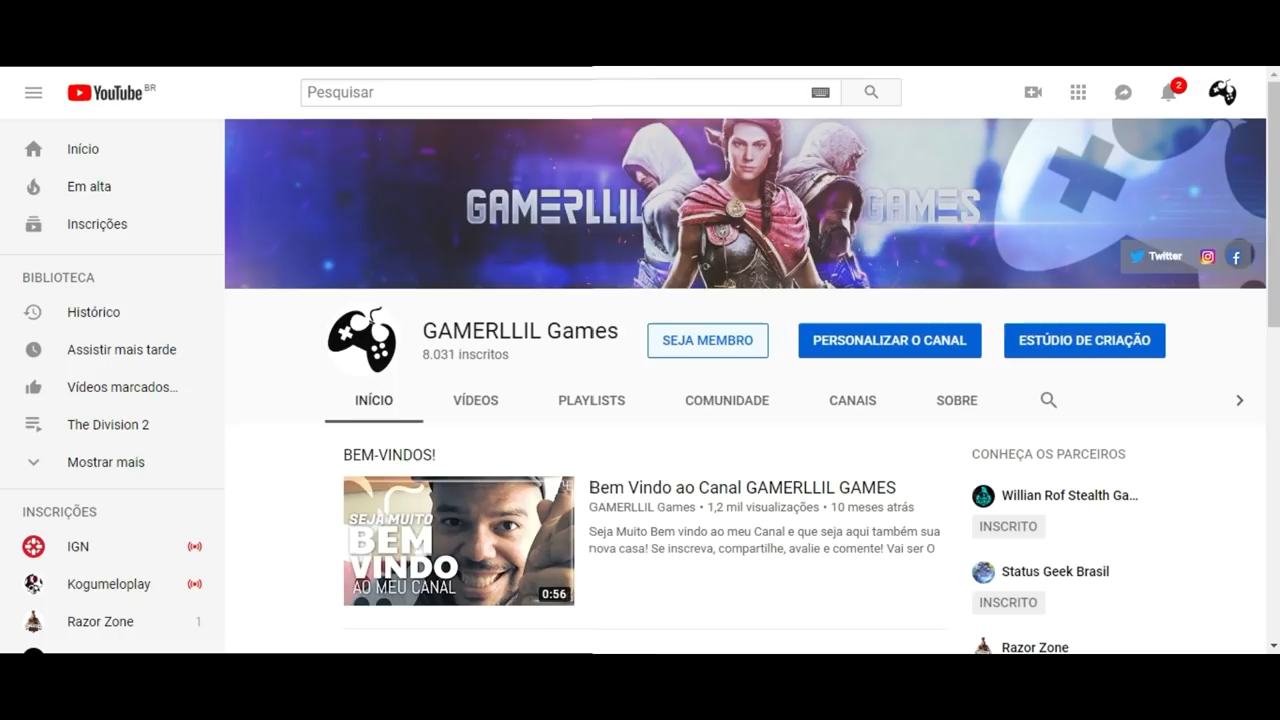 YouTube BR
Pesquisar
2
Início
Em alta
Inscrições
BIBLIOTECA
Histórico
Assistir mais tarde
Vídeos marcados...
The Division 2
Mostrar mais
INSCRIÇÕES
IGN
Kogumeloplay
Razor Zone 1
GAMERLLIL GAMES
Twitter
GAMERLLIL Games
8.031 inscritos
SEJA MEMBRO
PERSONALIZAR O CANAL
ESTÚDIO DE CRIAÇÃO
INÍCIO VÍDEOS PLAYLISTS COMUNIDADE CANAIS SOBRE
BEM-VINDOS!
SEJA MUITO
BEM
VINDO
AO MEU CANAL
0:56
Bem Vindo ao Canal GAMERLLIL GAMES
GAMERLLIL Games • 1,2 mil visualizações • 10 meses atrás
Seja Muito Bem vindo ao meu Canal e que seja aqui também sua
nova casa! Se inscreva, compartilhe, avalie e comente! Vai ser O
CONHEÇA OS PARCEIROS
Willian Rof Stealth Ga...
INSCRITO
Status Geek Brasil
INSCRITO
Razor Zone